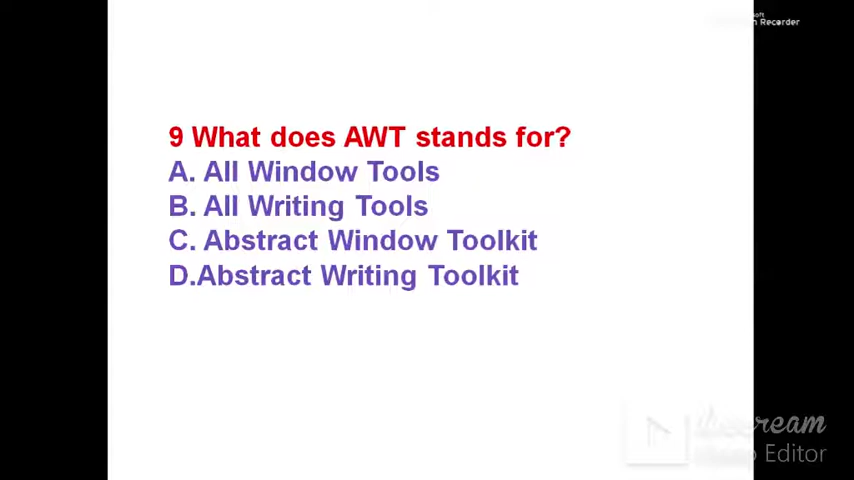 Recorder
9 What does AWT stands for?
A. All Window Tools
B. All Writing Tools
C. Abstract Window Toolkit
D.Abstract Writing Toolkit
Editor